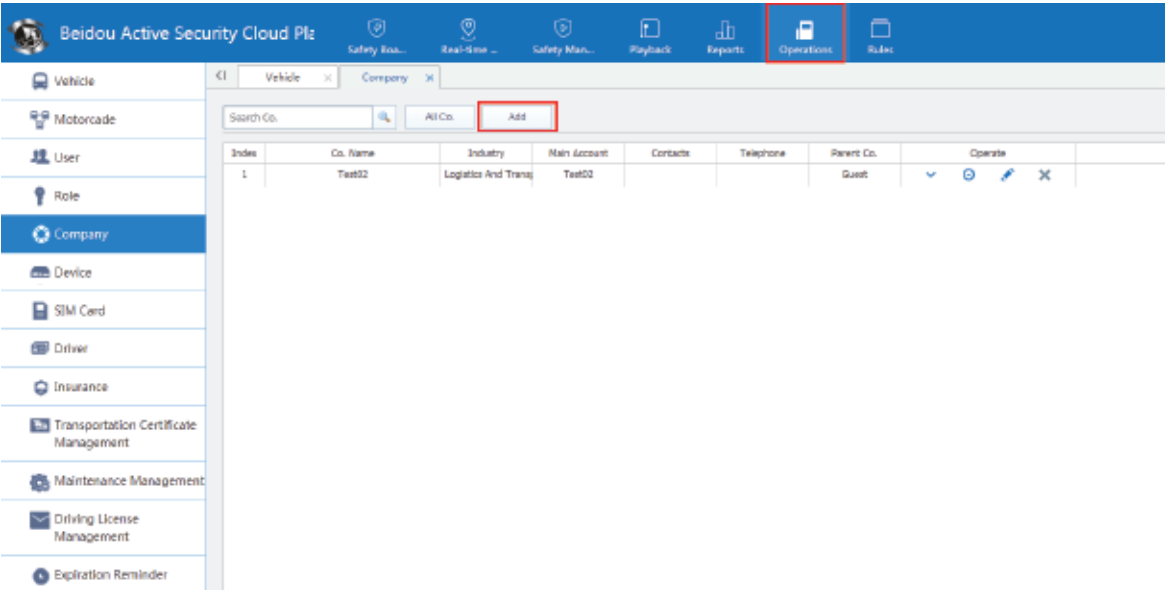 Beidou Active Security Cloud Pla
Safety Boa...
Real-time ...
Safety Man...
Playback
Reports
Operations
Rules
Vehicle
Motorcade
User
Role
Company
Device
SIM Card
Driver
Insurance
Transportation Certificate
Management
Maintenance Management
Driving License
Management
Expiration Reminder
Vehicle
Company
Search Co.
All Co.
Add
Index Co. Name Industry Main Account Contacts Telephone Parent Co. Operate
1 Test02 Logistics And Transp Test02 Guest